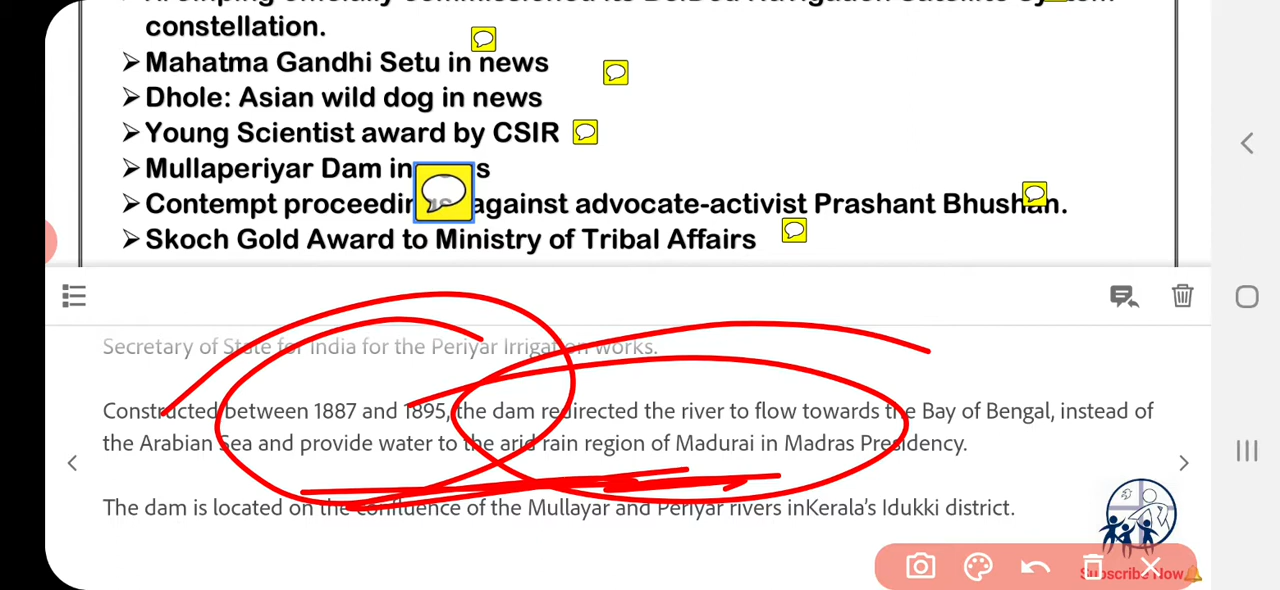 constellation.
➢Mahatma Gandhi Setu in news
➢Dhole: Asian wild dog in news
➢Young Scientist award by CSIR
➢Mullaperiyar Dam in
➢Contempt against advocate-activist Prashant Bhushan.
➢Skoch Gold Award to Ministry of Tribal Affairs
Secretary of State for India for the Periyar Irrigation works.
Constructed between 1887 and 1895, the dam redirected the river to flow towards the Bay of Bengal, instead of
the Arabian Sea and provide water to the arid rain region of Madurai in Madras Presidency.
The dam is located on the confluence of the Mullayar and Periyar rivers inKerala's Idukki district.
Subscribe Now